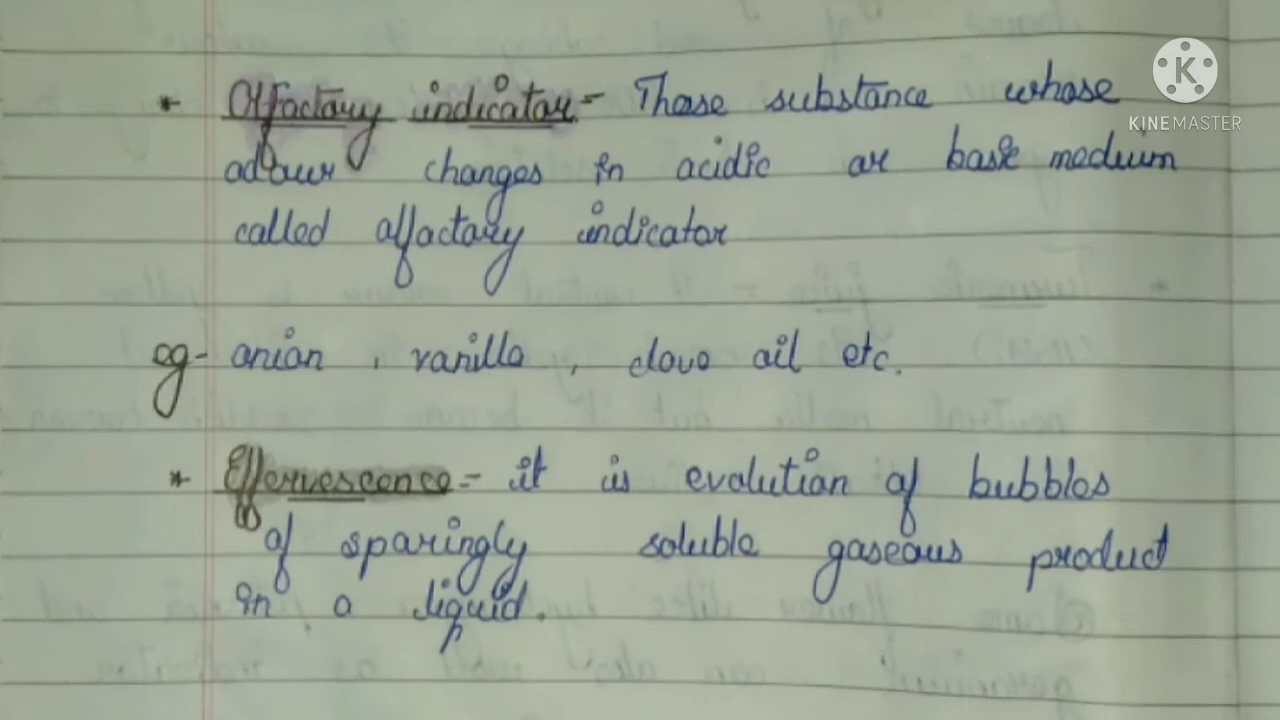 * Olfactory indicator - Those substance whose
odour changes in acidic or basic medium
called olfactory indicator
eg - onion , vanilla , clove oil etc.
* Effervescence - it is evolution of bubbles
of sparingly soluble gaseous product
in a liquid.
K
KINEMASTER